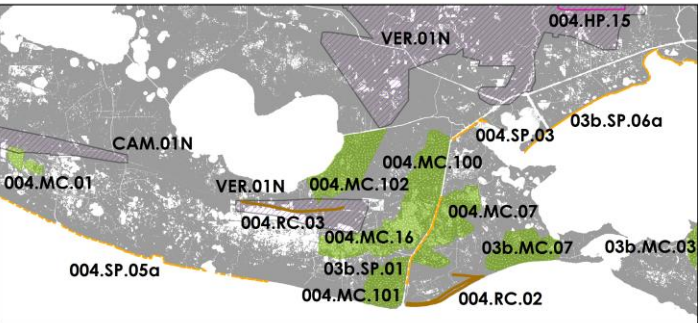 004.HP.15
VER.01N
004.SP.03
03b.SP.06a
CAM.01N
004.MC.100
004.MC.01
VER.01N
004.MC.102
004.RC.03
004.MC.07
004.MC.16
03b.MC.07
03b.MC.03
004.SP.05a
03b.SP.01
004.MC.101
004.RC.02